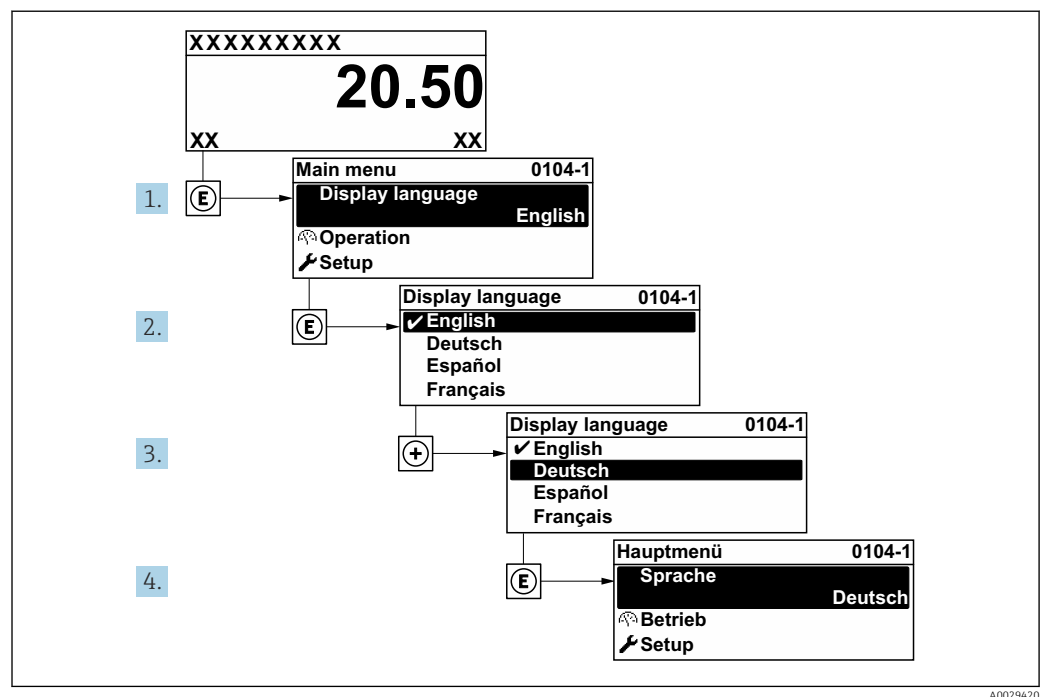 XXXXXXXXX
20.50
XX XX
1. E
Main menu 0104-1
Display language
English
Operation
Setup
2. E
Display language 0104-1
✔English
Deutsch
Español
Français
3. +
Display language 0104-1
✔English
Deutsch
Español
Français
4. E
Hauptmenü 0104-1
Sprache
Deutsch
Betrieb
Setup
A0029420